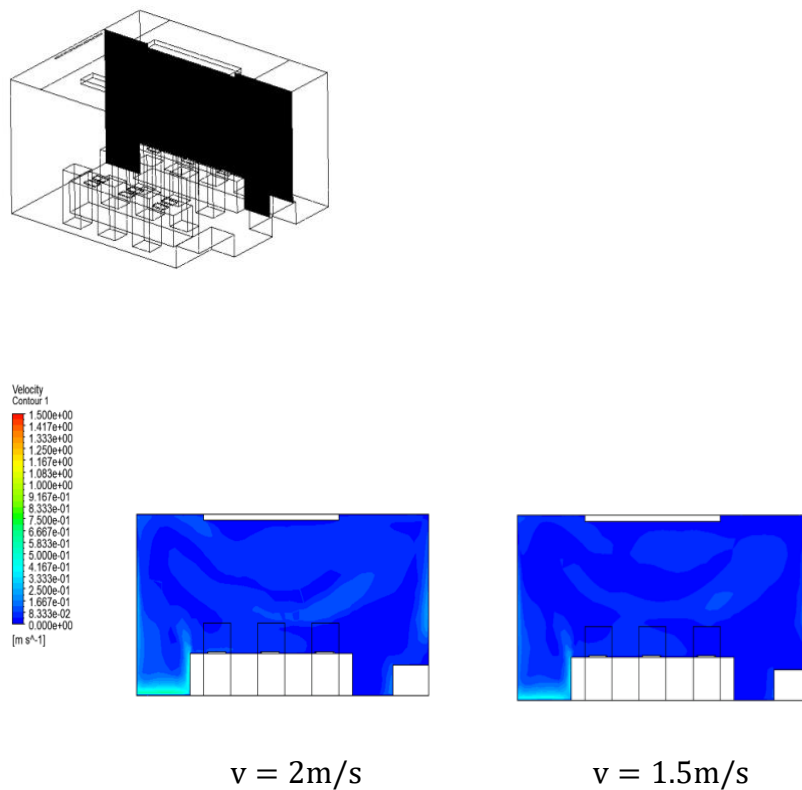 Velocity
Contour 1
1.500e+00
1.417e+00
1.333e+00
1.250e+00
1.167e+00
1.083e+00
1.000e+00
9.167e-01
8.333e-01
7.500e-01
6.667e-01
5.833e-01
5.000e-01
4.167e-01
3.333e-01
2.500e-01
1.667e-01
8.333e-02
0.000e+00
[m s^-1]
v = 2m/s
v = 1.5m/s